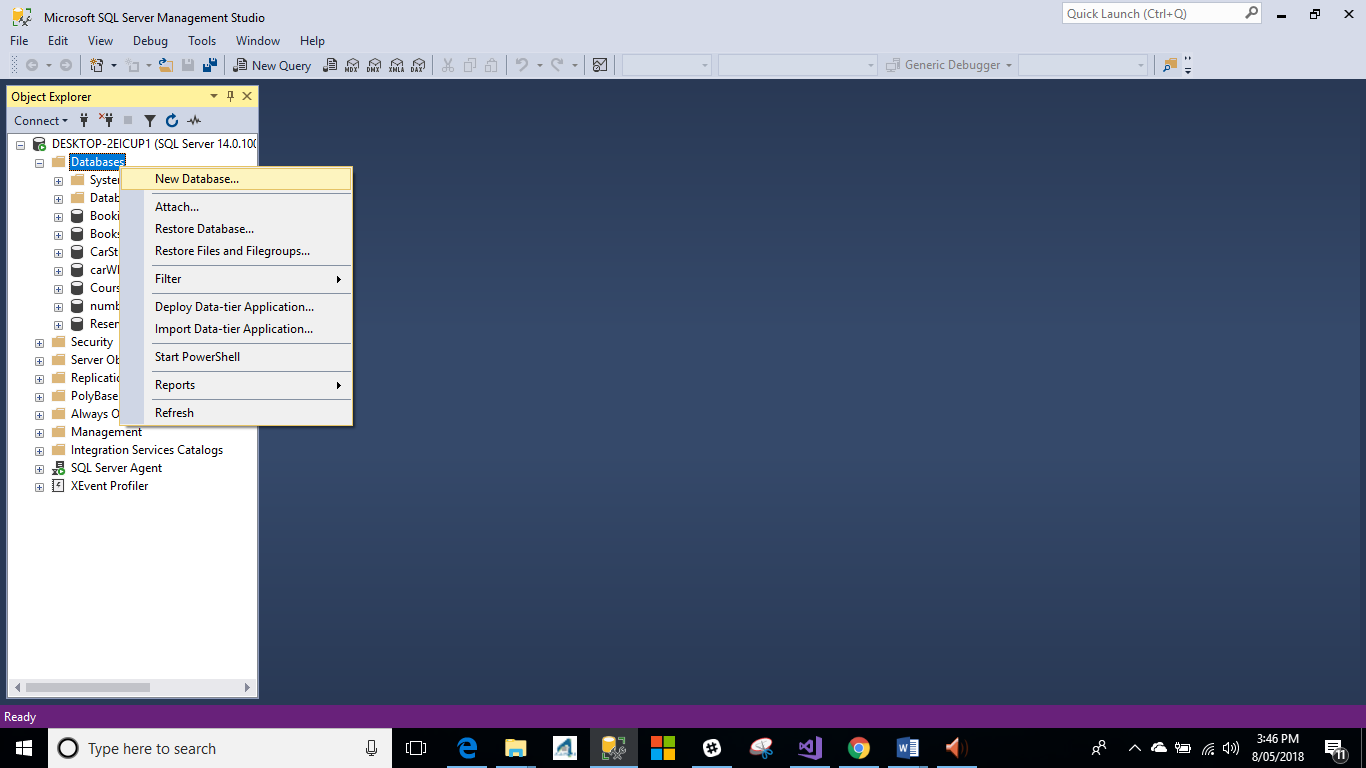 Microsoft SQL Server Management Studio
Quick Launch (Ctrl+Q)
File Edit View Debug Tools Window Help
New Query MDX DMX XMLA DAX Generic Debugger
Object Explorer
Connect
DESKTOP-2EICUP1 (SQL Server 14.0.100
Databases
New Database...
Attach...
Restore Database...
Restore Files and Filegroups...
Filter
Deploy Data-tier Application...
Import Data-tier Application...
Start PowerShell
Reports
Refresh
Security
PolyBase
Management
Integration Services Catalogs
SQL Server Agent
XEvent Profiler
Ready
Type here to search
3:46 PM
8/05/2018
11